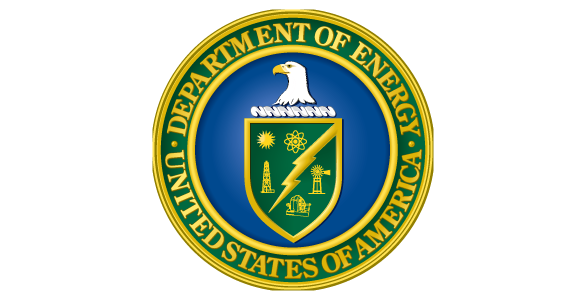 · DEPARTMENT OF ENERGY ·
UNITED STATES OF AMERICA